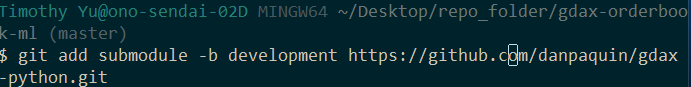 Timothy Yu@ono-sendai-02D MINGW64 ~/Desktop/repo_folder/gdax-orderboo
k-ml (master)
$ git add submodule -b development https://github.com/danpaquin/gdax
-python.git